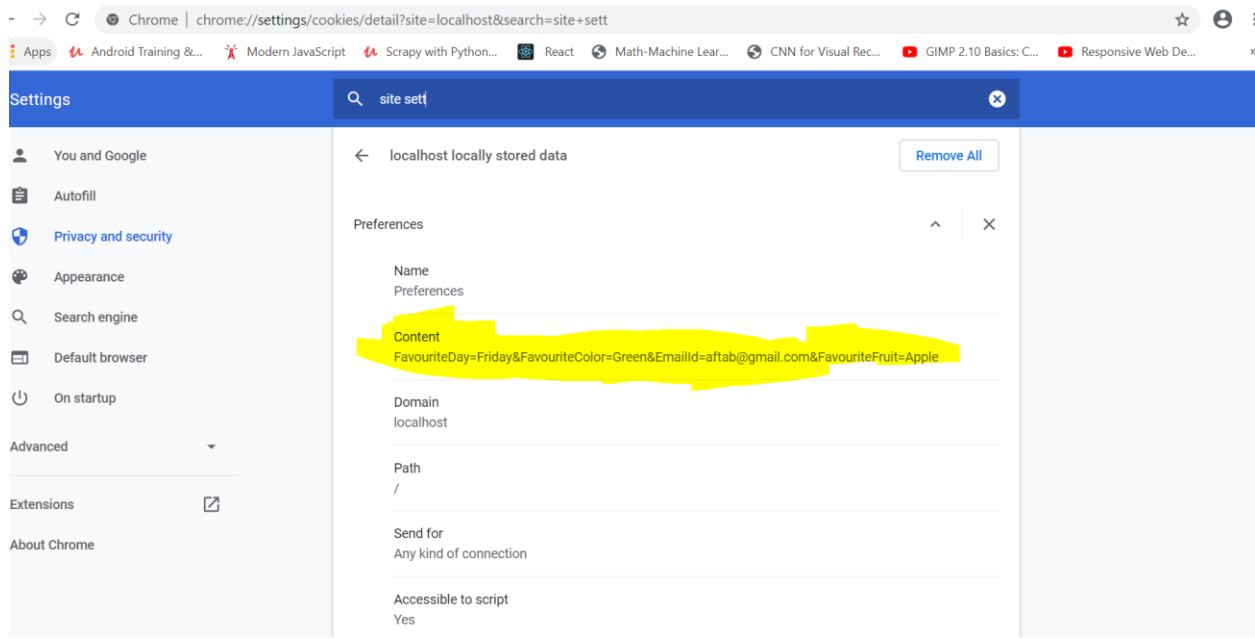 Chrome | chrome://settings/cookies/detail?site=localhost&search=site+sett
Apps Android Training &... Modern JavaScript Scrapy with Python... React Math-Machine Lear... CNN for Visual Rec... GIMP 2.10 Basics: C... Responsive Web De...
Settings
site sett
You and Google
Autofill
Privacy and security
Appearance
Search engine
Default browser
On startup
Advanced
Extensions
About Chrome
localhost locally stored data
Remove All
Preferences
Name
Preferences
Content
FavouriteDay=Friday&FavouriteColor=Green&EmailId=aftab@gmail.com&FavouriteFruit=Apple
Domain
localhost
Path
/
Send for
Any kind of connection
Accessible to script
Yes